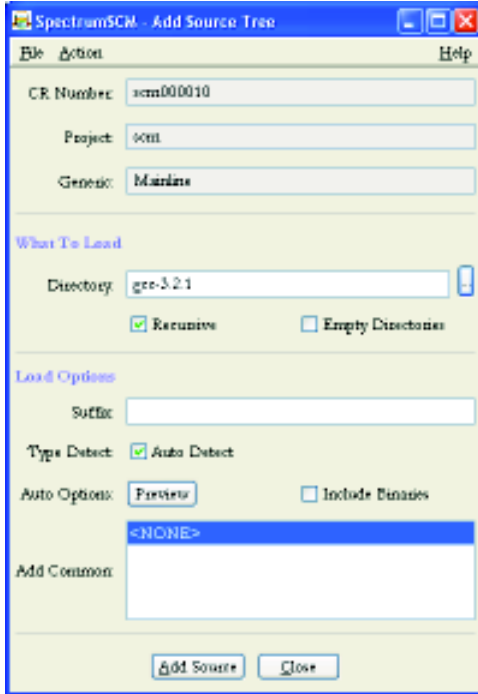 SpectrumSCM - Add Source Tree
File Action Help
CR Number: scm000010
Project: scm
Generic: Mainline
What To Load
Directory: gcc-3.2.1 ...
Recursive Empty Directories
Load Options
Suffix:
Type Detect: Auto Detect
Auto Options: Preview Include Binaries
<NONE>
Add Common:
Add Source Close